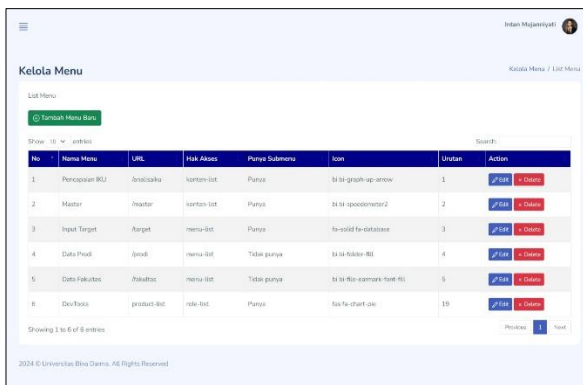 Intan Mujanniyati
Kelola Menu
Kelola Menu / List Menu
List Menu
Tambah Menu Baru
Show 10 entries
Search:
No Nama Menu URL Hak Akses Punya Submenu Icon Urutan Action
1 Pencapaian IKU /analisaiku konten-list Punya bi bi-graph-up-arrow 1 Edit × Delete
2 Master /master konten-list Punya bi bi-speedometer2 2 Edit × Delete
3 Input Target /target menu-list Punya fa-solid fa-database 3 Edit × Delete
4 Data Prodi /prodi menu-list Tidak punya bi bi-folder-fill 4 Edit × Delete
5 Data Fakultas /fakultas menu-list Tidak punya bi bi-file-earmark-font-fill 5 Edit × Delete
6 DevTools product-list role-list Punya fas fa-chart-pie 19 Edit × Delete
Showing 1 to 6 of 6 entries
Previous 1 Next
2024 © Universitas Bina Darma. All Rights Reserved